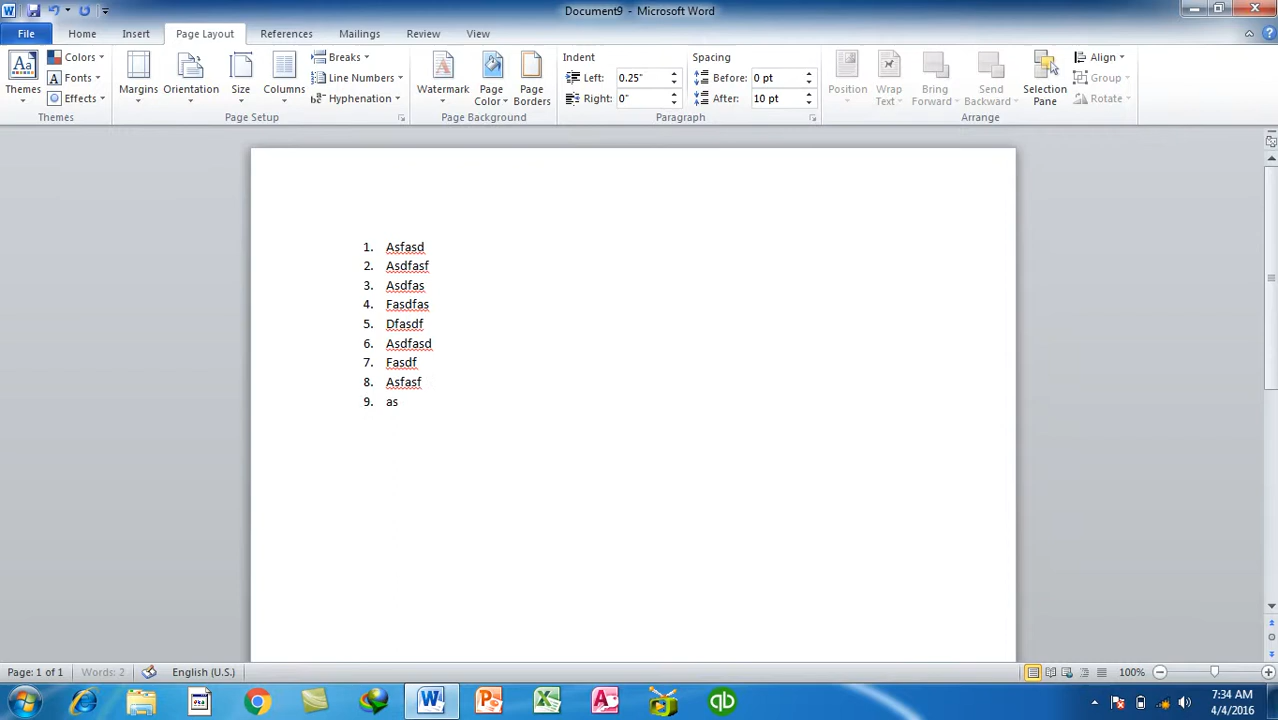 Document9 - Microsoft Word
File Home Insert Page Layout References Mailings Review View
Themes
Colors
Fonts
Effects
Themes
Margins
Orientation
Size
Columns
Breaks
Line Numbers
Hyphenation
Page Setup
Watermark
Page Color
Page Borders
Page Background
Indent
Left: 0.25"
Right: 0"
Spacing
Before: 0 pt
After: 10 pt
Paragraph
Position
Wrap Text
Bring Forward
Send Backward
Selection Pane
Align
Group
Rotate
Arrange
1. Asfasd
2. Asdfasf
3. Asdfas
4. Fasdfas
5. Dfasdf
6. Asdfasd
7. Fasdf
8. Asfasf
9. as
Page: 1 of 1 Words: 2 English (U.S.) 100%
7:34 AM
4/4/2016